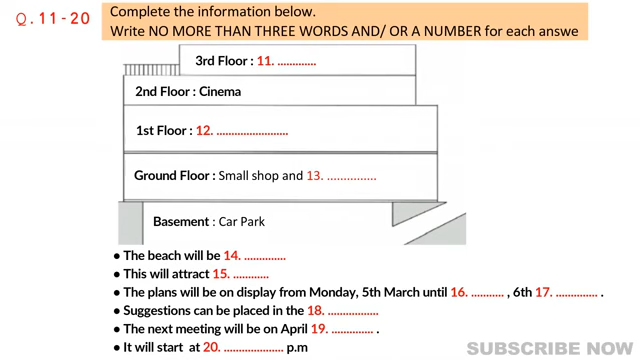 Q.11-20
Complete the information below.
Write NO MORE THAN THREE WORDS AND/ OR A NUMBER for each answe
3rd Floor : 11. .............
2nd Floor : Cinema
1st Floor : 12. ........................
Ground Floor : Small shop and 13. ...............
Basement : Car Park
• The beach will be 14. ..............
• This will attract 15. ............
• The plans will be on display from Monday, 5th March until 16. ........... , 6th 17. .............. .
• Suggestions can be placed in the 18. .................
• The next meeting will be on April 19. .............. .
• It will start at 20. .................... p.m
SUBSCRIBE NOW